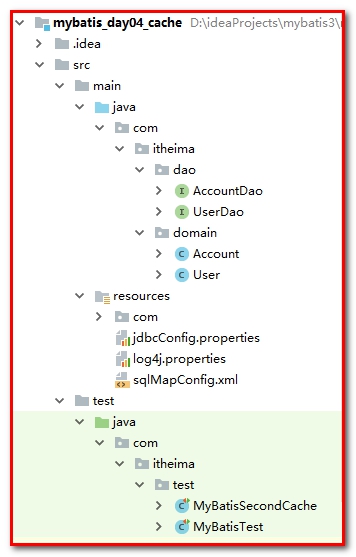 mybatis_day04_cache D:\ideaProjects\mybatis3\
.idea
src
main
java
com
itheima
dao
I AccountDao
I UserDao
domain
C Account
C User
resources
com
jdbcConfig.properties
log4j.properties
sqlMapConfig.xml
test
java
com
itheima
test
C MyBatisSecondCache
C MyBatisTest